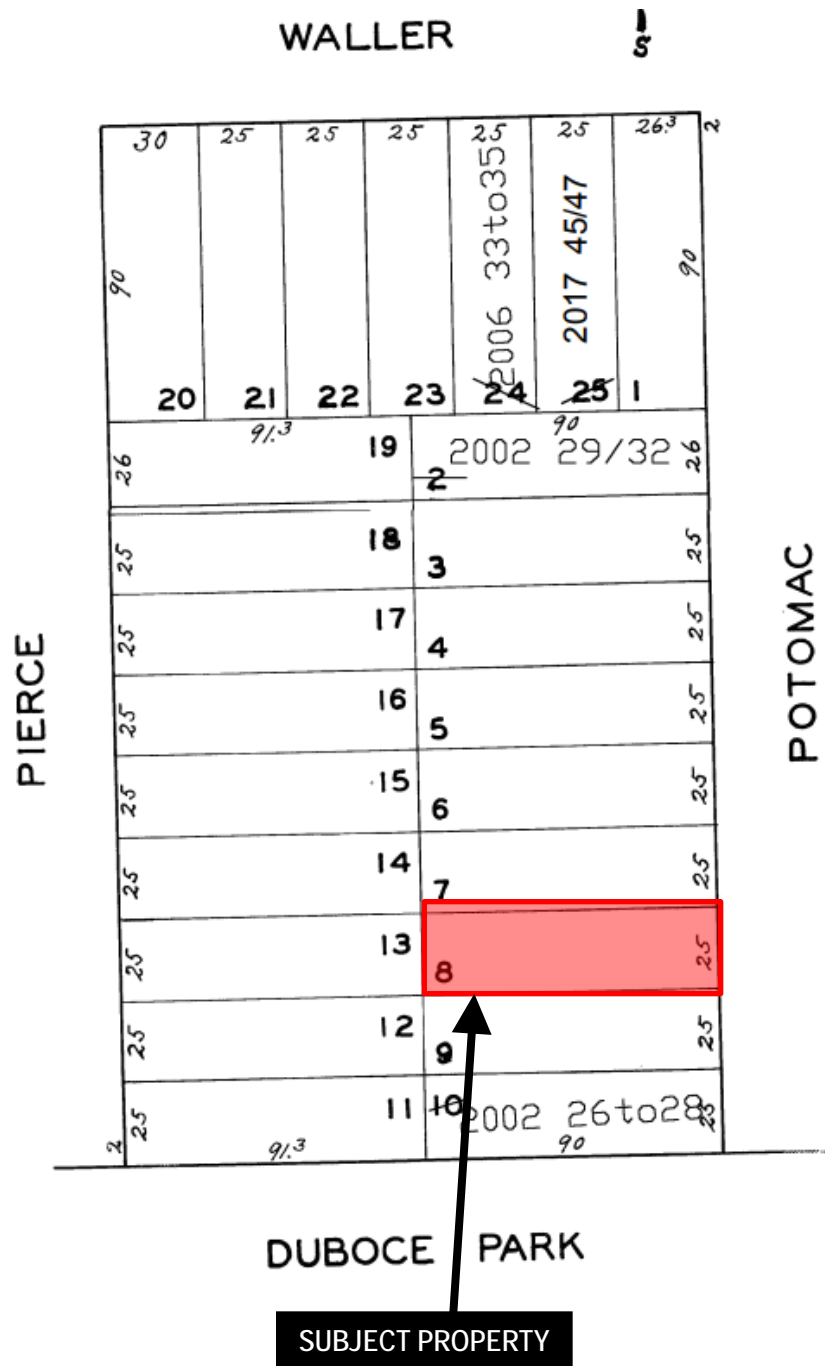 WALLER
30 25 25 25 25 25 26.3 2
90 2006 33to35 2017 45/47 90
20 21 22 23 24 25 1
91.3 90
26 19 2002 29/32 26
2
25 18 25
3
25 17 25
4
PIERCE POTOMAC
25 16 25
5
25 15 25
6
25 14 25
7
25 13 25
8
25 12 25
9
25 11 10 2002 26to28 25
2 91.3 90
DUBOCE PARK
SUBJECT PROPERTY